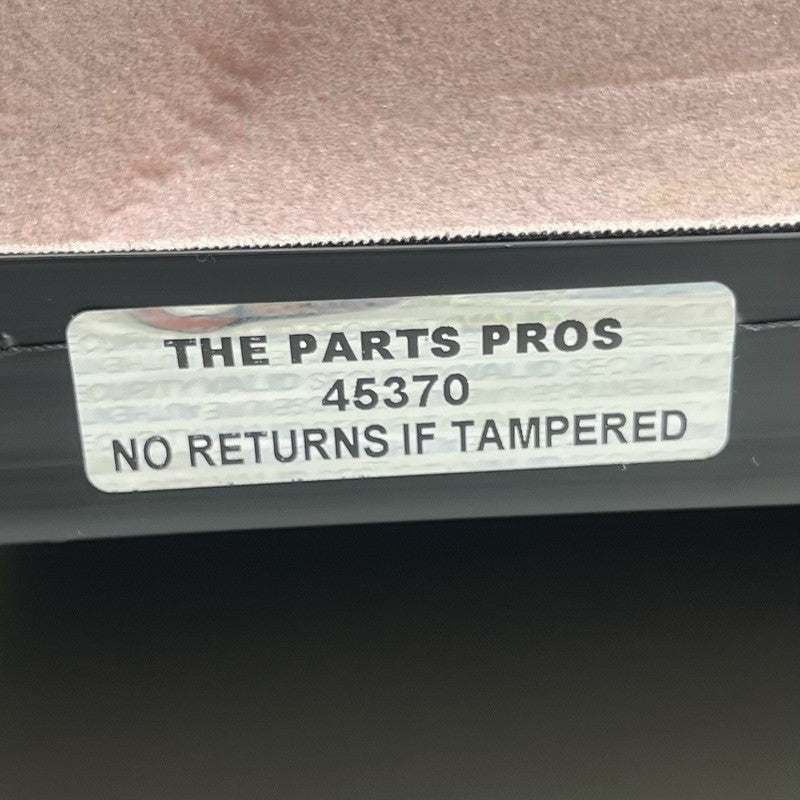 THE PARTS PROS
45370
NO RETURNS IF TAMPERED